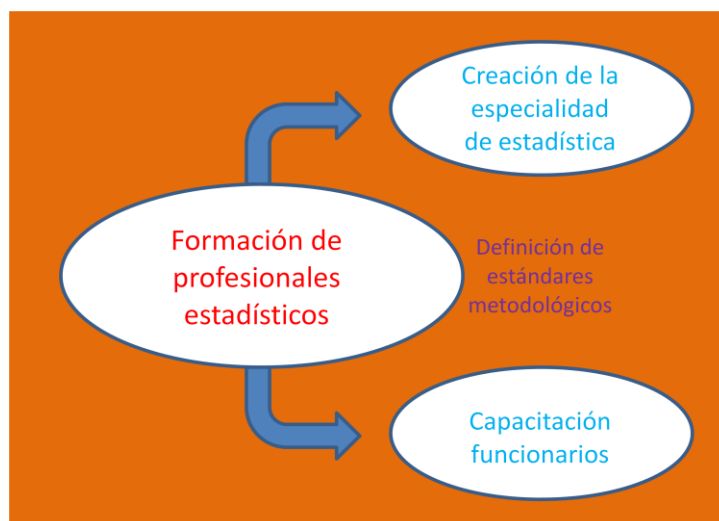 Creación de la
especialidad
de estadística
Formación de
profesionales
estadísticos
Definición de
estándares
metodológicos
Capacitación
funcionarios